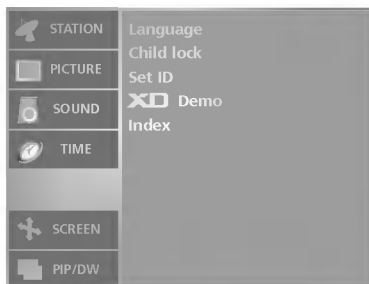 STATION
PICTURE
SOUND
TIME
SCREEN
PIP/DW
Language
Child lock
Set ID
XD Demo
Index